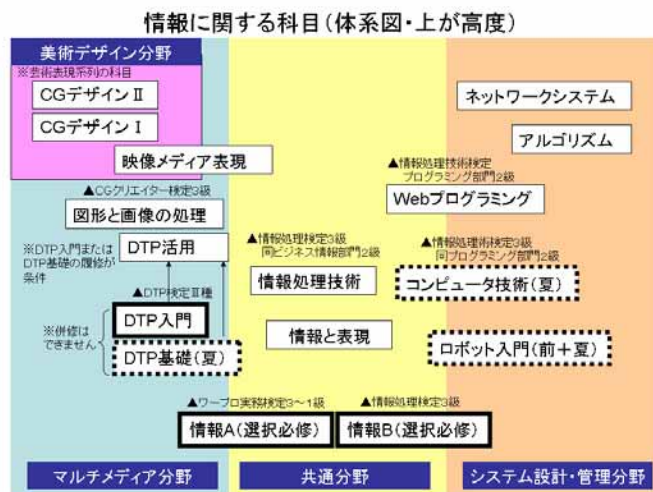 情報に関する科目(体系図・上が高度)
美術デザイン分野
※芸術表現系列の科目
CGデザインⅡ
CGデザインⅠ
映像メディア表現
ネットワークシステム
アルゴリズム
▲情報処理技術検定
プログラミング部門2級
Webプログラミング
▲CGクリエイター検定3級
図形と画像の処理
※DTP入門または
DTP基礎の履修が
条件
DTP活用
▲情報処理検定3級
同ビジネス情報部門2級
情報処理技術
▲情報処理術検定3級
同プログラミング部門2級
コンピュータ技術(夏)
▲DTP検定Ⅱ種
※併修は
できません
DTP入門
DTP基礎(夏)
情報と表現
ロボット入門(前+夏)
▲ワープロ実務検定3~1級
情報A(選択必修)
▲情報処理検定3級
情報B(選択必修)
マルチメディア分野
共通分野
システム設計・管理分野